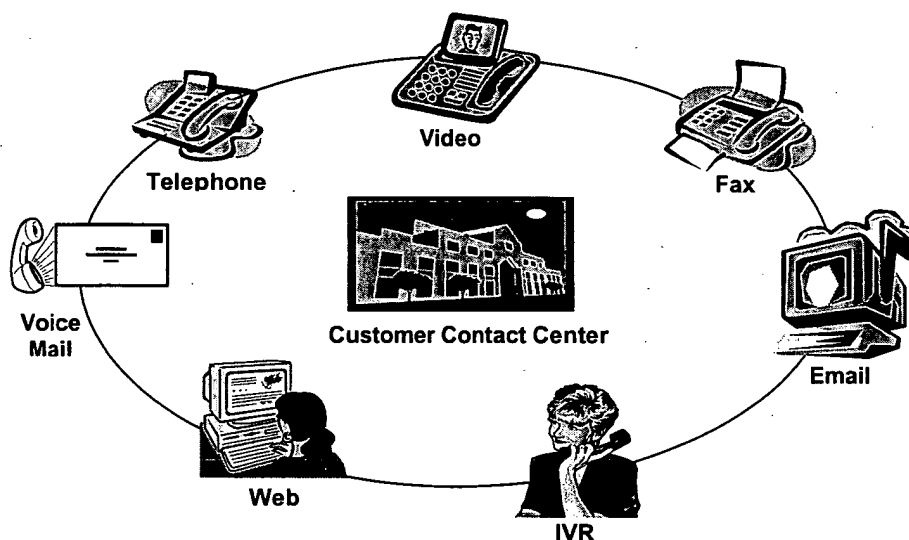 Video
Telephone
Fax
Customer Contact Center
Voice
Mail
Email
Web
IVR